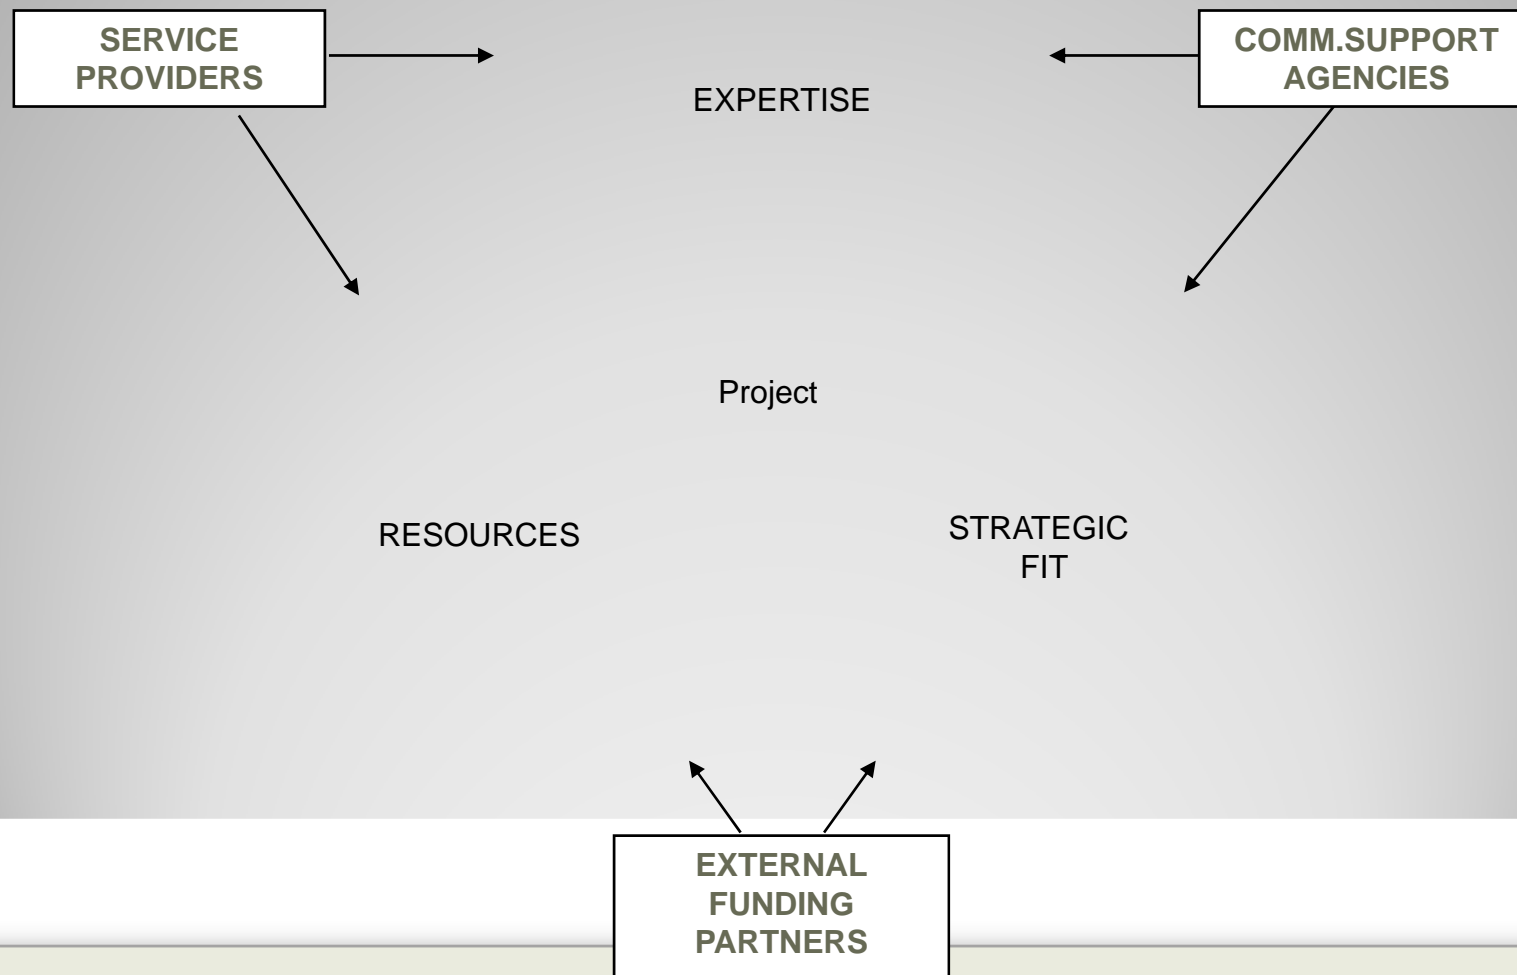 SERVICE
PROVIDERS
COMM.SUPPORT
AGENCIES
EXPERTISE
Project
RESOURCES
STRATEGIC
FIT
EXTERNAL
FUNDING
PARTNERS